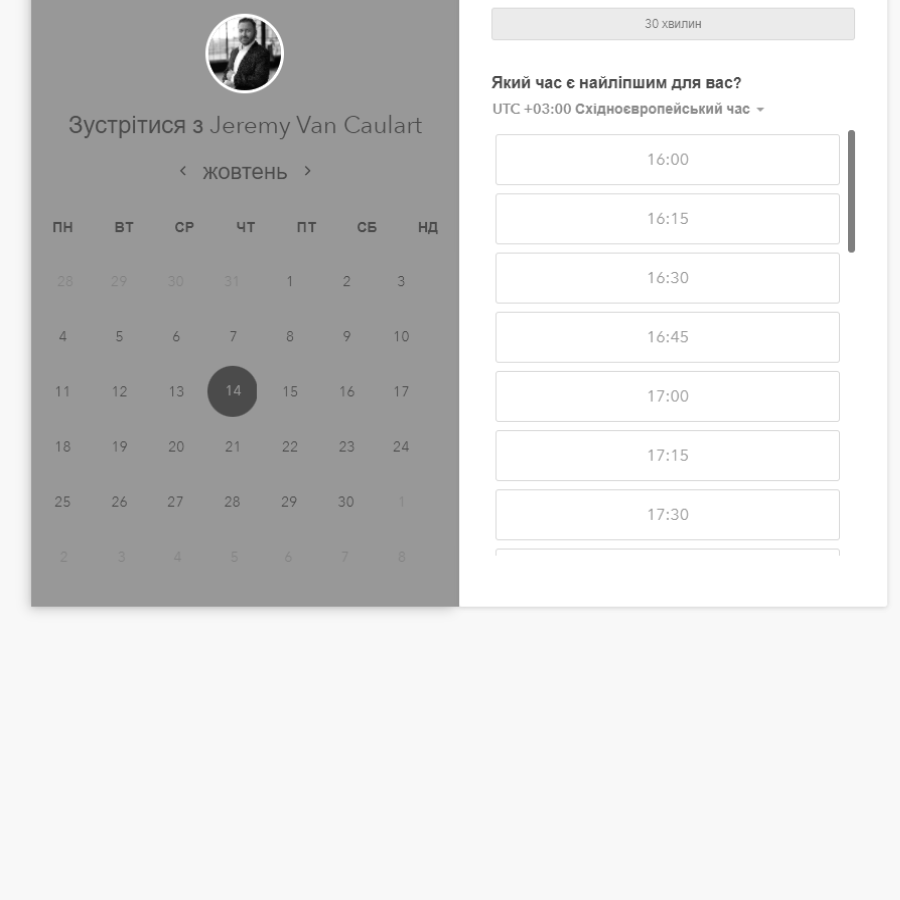 Зустрітися з Jeremy Van Caulart
жовтень
ПН ВТ СР ЧТ ПТ СБ НД
28 29 30 31 1 2 3
4 5 6 7 8 9 10
11 12 13 14 15 16 17
18 19 20 21 22 23 24
25 26 27 28 29 30 1
2 3 4 5 6 7 8
30 хвилин
Який час є найліпшим для вас?
UTC +03:00 Східноєвропейський час
16:00
16:15
16:30
16:45
17:00
17:15
17:30